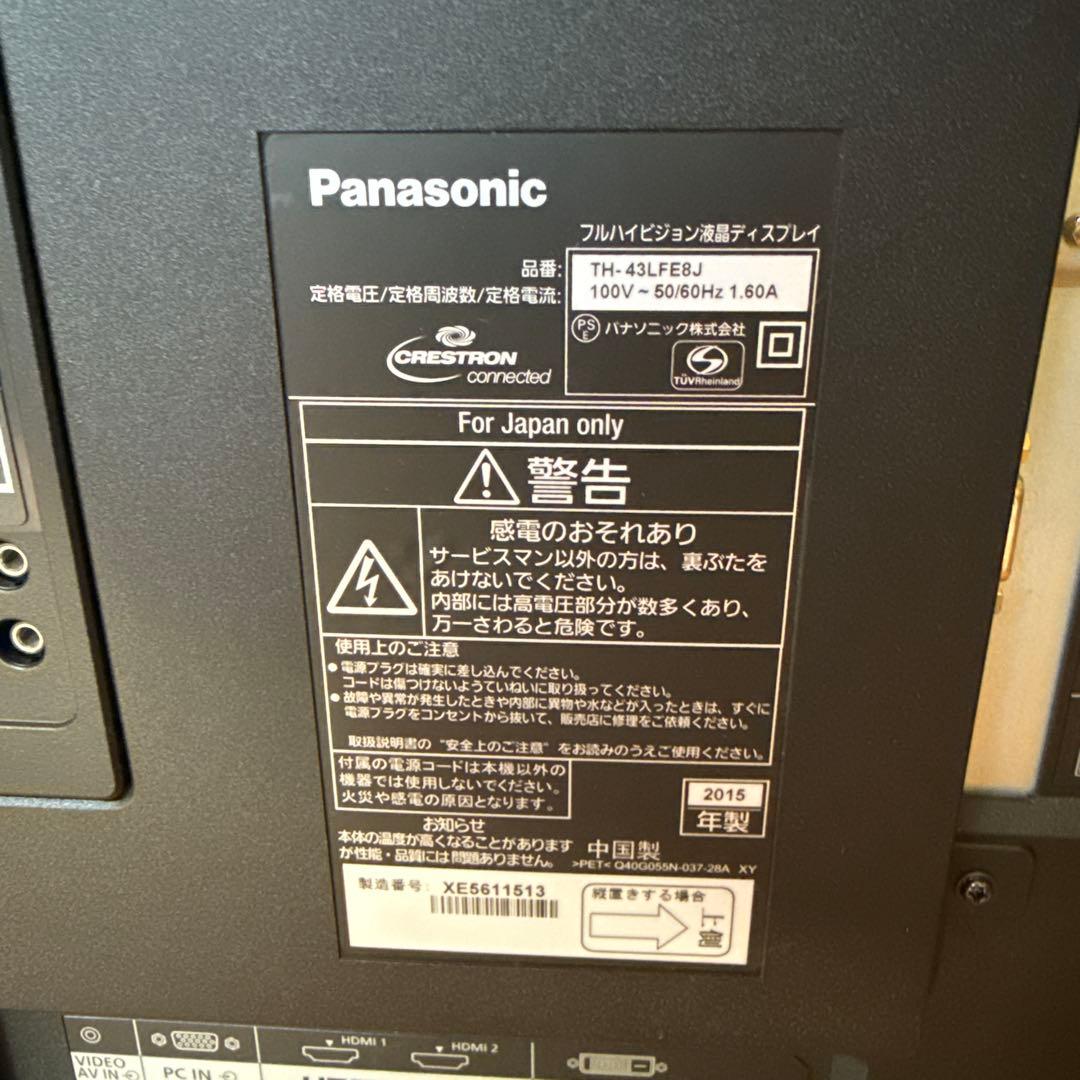 Panasonic
フルハイビジョン液晶ディスプレイ
品番: TH-43LFE8J
定格電圧/定格周波数/定格電流: 100V ~ 50/60Hz 1.60A
PS
E
パナソニック株式会社
CRESTRON
connected
TÜVRheinland
For Japan only
警告
感電のおそれあり
サービスマン以外の方は、裏ぶたを
あけないでください。
内部には高電圧部分が数多くあり、
万一さわると危険です。
使用上のご注意
● 電源プラグは確実に差し込んでください。
コードは傷つけないようていねいに取り扱ってください。
● 故障や異常が発生したときや内部に異物や水などが入ったときは、すぐに
電源プラグをコンセントから抜いて、販売店に修理をご依頼ください。
取扱説明書の "安全上のご注意" をお読みのうえご使用ください。
付属の電源コードは本機以外の
機器では使用しないでください。
火災や感電の原因となります。
2015
年製
お知らせ
本体の温度が高くなることがあります
が性能・品質には問題ありません。
中国製
>PET< Q40G055N-037-28A XY
製造番号: XE5611513
縦置きする場合
上側
VIDEO
AV IN
PC IN
HDMI 1
HDMI 2